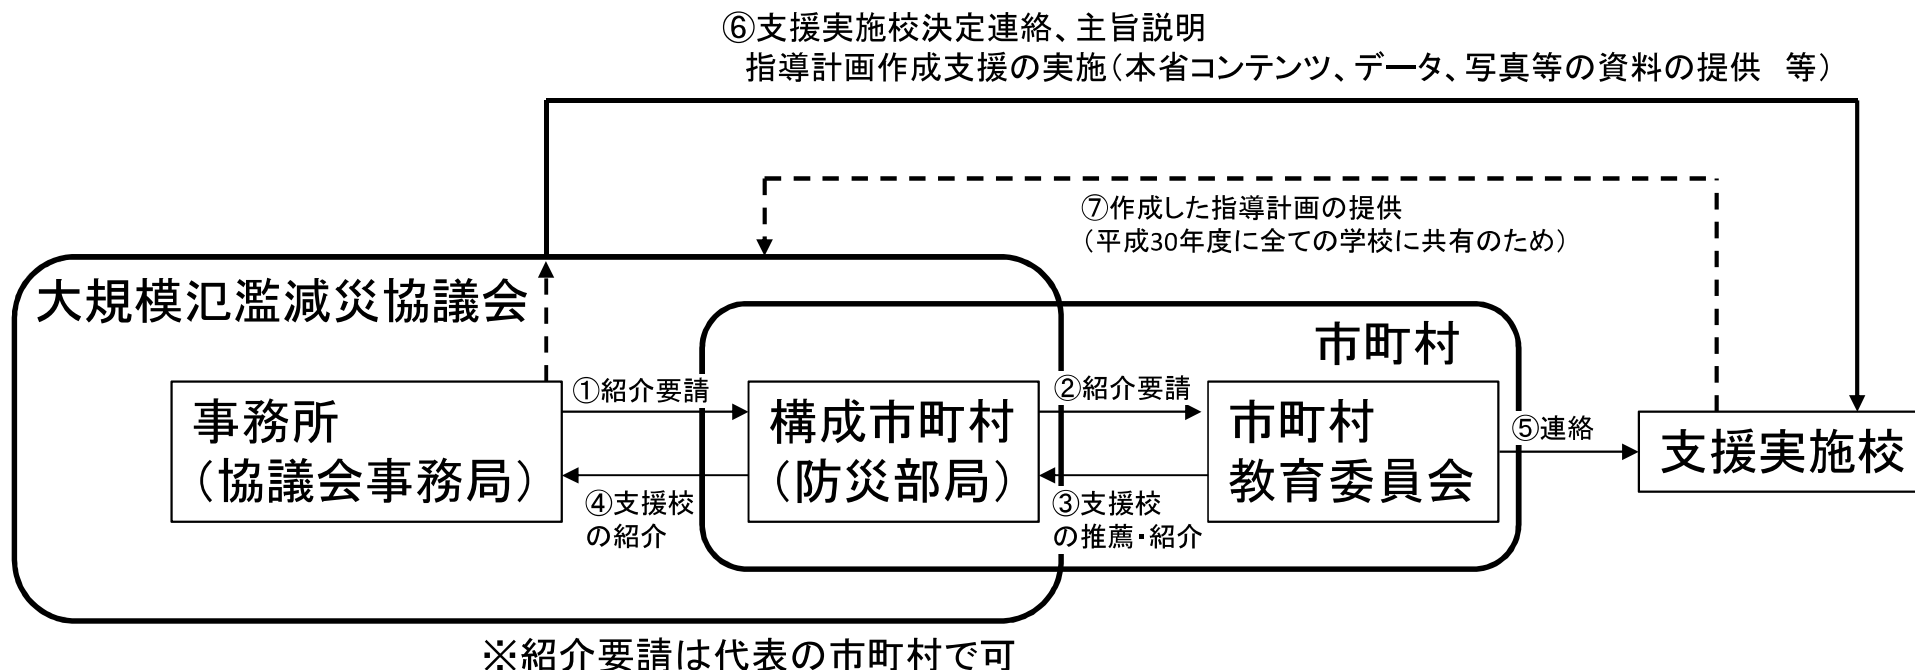 ⑥支援実施校決定連絡、主旨説明
指導計画作成支援の実施（本省コンテンツ、データ、写真等の資料の提供　等）
⑦作成した指導計画の提供
（平成30年度に全ての学校に共有のため）
大規模氾濫減災協議会
市町村
①紹介要請
②紹介要請
事務所
（協議会事務局）
構成市町村
（防災部局）
市町村
教育委員会
⑤連絡
支援実施校
④支援校
の紹介
③支援校
の推薦・紹介
※紹介要請は代表の市町村で可